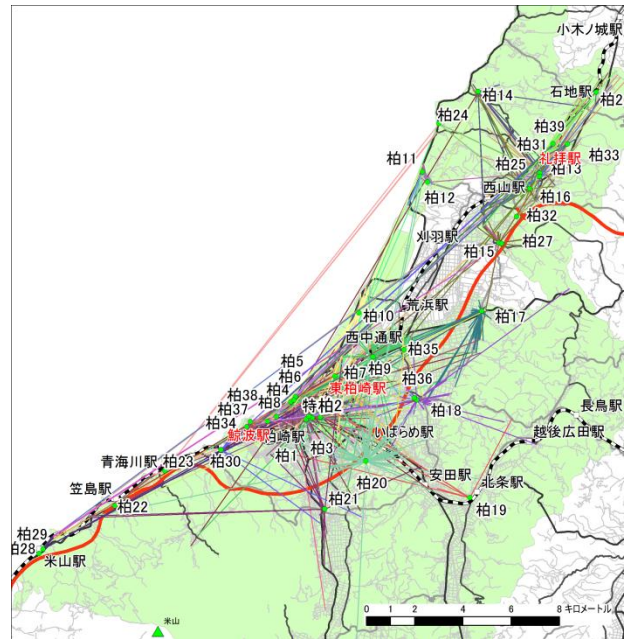 小木ノ城駅
石地駅
柏2
柏14
柏24
柏39
柏31
柏33
礼拝駅
柏25
柏13
柏11
西山駅
柏12
柏16
柏32
刈羽駅
柏15
柏27
荒浜駅
柏10
柏17
西中通駅
柏35
柏5
柏9
柏6
柏7
柏4
東柏崎駅
柏36
柏38
柏8
柏37
特柏2
柏18
長鳥駅
柏34
鯨波駅
柏崎駅
いばらめ駅
越後広田駅
柏1
柏3
柏30
青海川駅
柏23
安田駅
北条駅
柏20
笠島駅
柏19
柏21
柏22
柏29
柏28
米山駅
米山
0 2 4 6 8 キロメートル